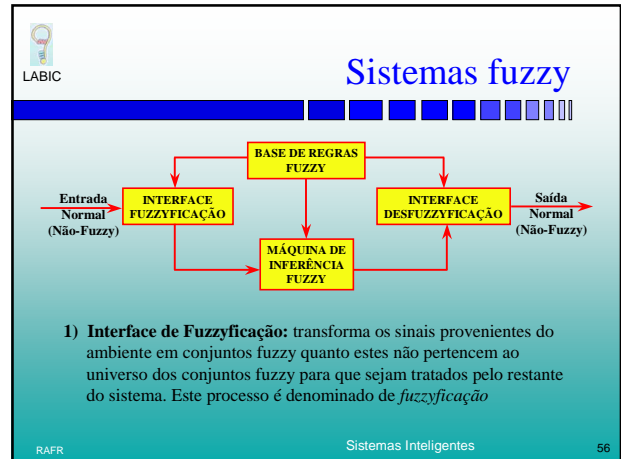 LABIC
Sistemas fuzzy
BASE DE REGRAS
FUZZY
Entrada
Normal
(Não-Fuzzy)
INTERFACE
FUZZYFICAÇÃO
INTERFACE
DESFUZZYFICAÇÃO
Saída
Normal
(Não-Fuzzy)
MÁQUINA DE
INFERÊNCIA
FUZZY
1) Interface de Fuzzyficação: transforma os sinais provenientes do
ambiente em conjuntos fuzzy quanto estes não pertencem ao
universo dos conjuntos fuzzy para que sejam tratados pelo restante
do sistema. Este processo é denominado de fuzzyficação
RAFR
Sistemas Inteligentes
56